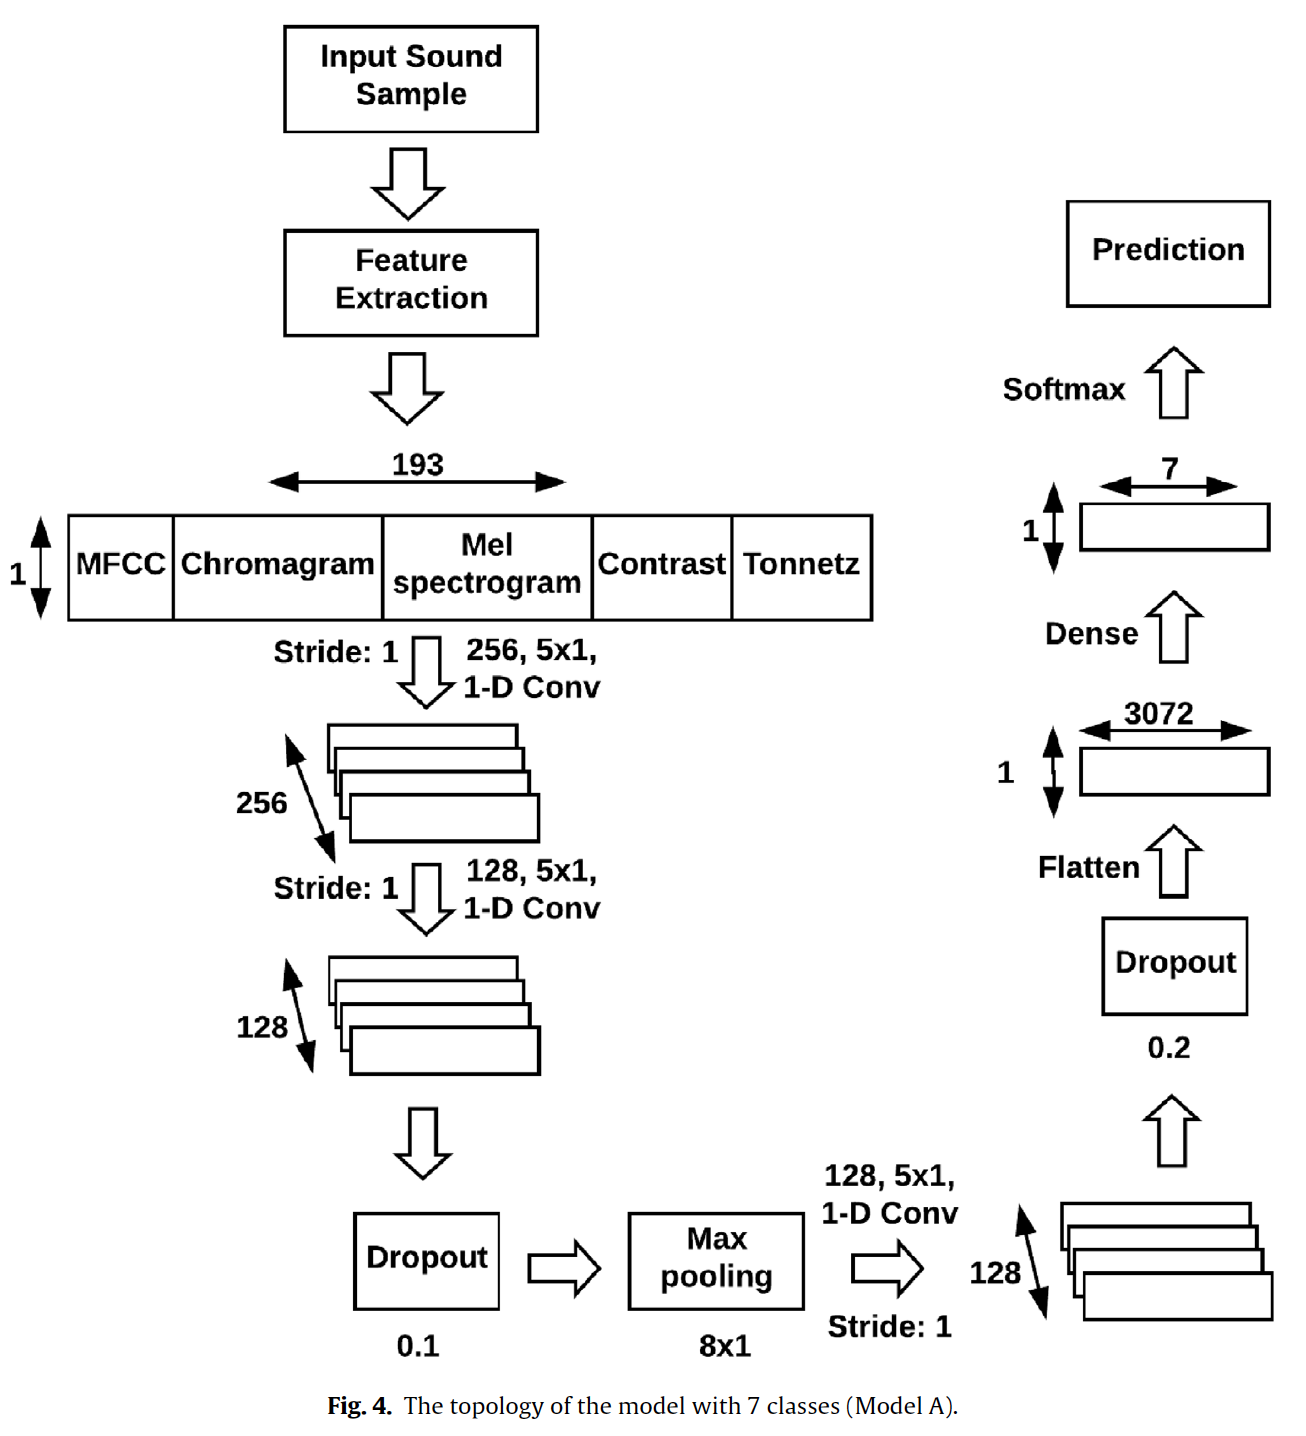 Input Sound
Sample
Feature
Extraction
193
1
MFCC
Chromagram
Mel
spectrogram
Contrast
Tonnetz
Stride: 1
256, 5x1,
1-D Conv
256
Stride: 1
128, 5x1,
1-D Conv
128
Dropout
0.1
Max
pooling
8x1
128, 5x1,
1-D Conv
Stride: 1
128
Dropout
0.2
Flatten
3072
1
Dense
7
1
Softmax
Prediction
Fig. 4. The topology of the model with 7 classes (Model A).